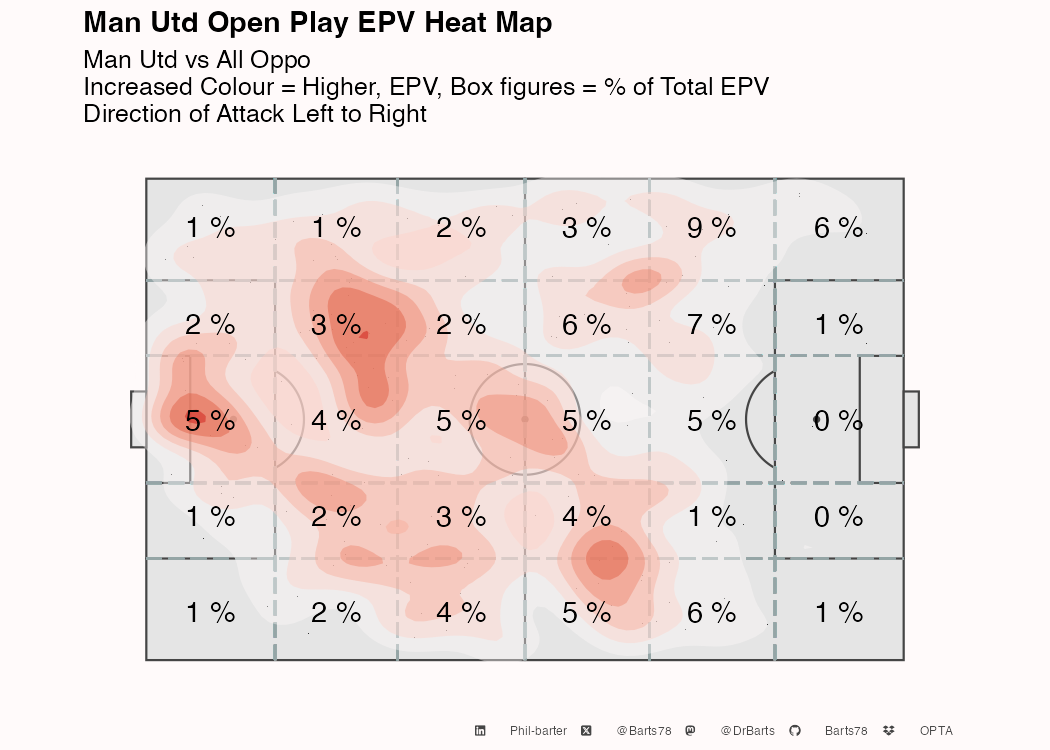 Man Utd Open Play EPV Heat Map
Man Utd vs All Oppo
Increased Colour = Higher, EPV, Box figures = % of Total EPV
Direction of Attack Left to Right
1 % 1 % 2 % 3 % 9 % 6 %
2 % 3 % 2 % 6 % 7 % 1 %
5 % 4 % 5 % 5 % 5 % 0 %
1 % 2 % 3 % 4 % 1 % 0 %
1 % 2 % 4 % 5 % 6 % 1 %
Phil-barter @Barts78 @DrBarts Barts78 OPTA